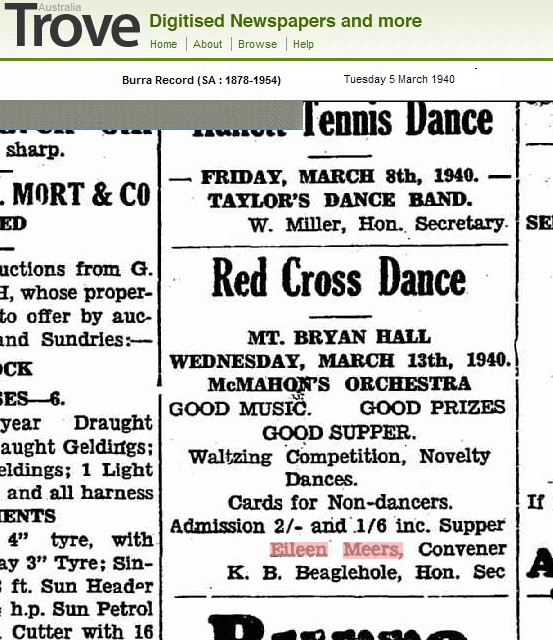 Australia
Trove
Digitised Newspapers and more
Home | About | Browse | Help
Burra Record (SA : 1878-1954)
Tuesday 5 March 1940
sharp.
. MORT & CO
ED
uctions from G.
H, whose proper-
to offer by auc-
and Sundries:—
OCK
SES—6.
year Draught
aught Geldings;
eldings; 1 Light
and all harness
MENTS
4” tyre, with
ay 3” Tyre; Sin-
ft. Sun Header
h.p. Sun Petrol
Cutter with 16
Tennis Dance
— FRIDAY, MARCH 8th, 1940. —
TAYLOR'S DANCE BAND.
W. Miller, Hon. Secretary.
Red Cross Dance
MT. BRYAN HALL
WEDNESDAY, MARCH 13th, 1940.
McMAHON'S ORCHESTRA
GOOD MUSIC. GOOD PRIZES
GOOD SUPPER.
Waltzing Competition, Novelty
Dances.
Cards for Non-dancers.
Admission 2/- and 1/6 inc. Supper
Eileen Meers, Convener
K. B. Beaglehole, Hon. Sec
SE
If
A